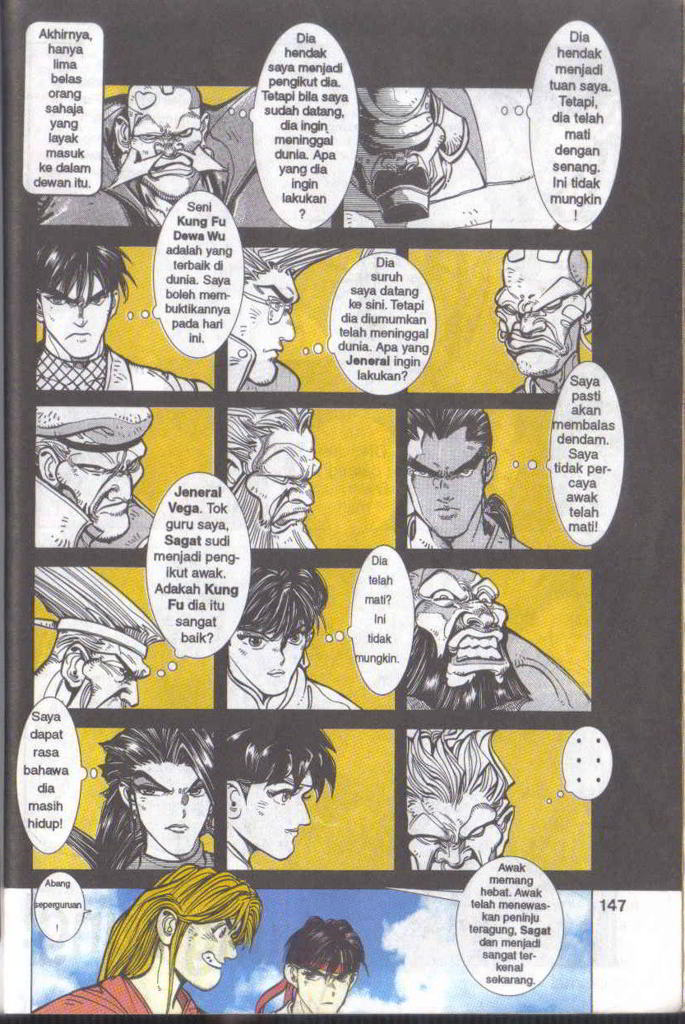 Akhirnya,
hanya
lima
belas
orang
sahaja
yang
layak
masuk
ke dalam
dewan itu.
Dia
hendak
saya menjadi
pengikut dia.
Tetapi bila saya
sudah datang,
dia ingin
meninggal
dunia. Apa
yang dia
ingin
lakukan
?
Dia
hendak
menjadi
tuan saya.
Tetapi,
dia telah
mati
dengan
senang.
Ini tidak
mungkin
!
Seni
Kung Fu
Dewa Wu
adalah yang
terbaik di
dunia. Saya
boleh mem-
buktikannya
pada hari
ini.
Dia
suruh
saya datang
ke sini. Tetapi
dia diumumkan
telah meninggal
dunia. Apa yang
Jeneral ingin
lakukan?
Saya
pasti
akan
membalas
dendam.
Saya
tidak per-
caya
awak
telah
mati!
Jeneral
Vega. Tok
guru saya,
Sagat sudi
menjadi peng-
ikut awak.
Adakah Kung
Fu dia itu
sangat
baik?
Dia
telah
mati?
Ini
tidak
mungkin.
Saya
dapat
rasa
bahawa
dia
masih
hidup!
Abang
seperguruan
!
Awak
memang
hebat. Awak
telah menewas-
kan peninju
teragung, Sagat
dan menjadi
sangat ter-
kenal
sekarang.
147